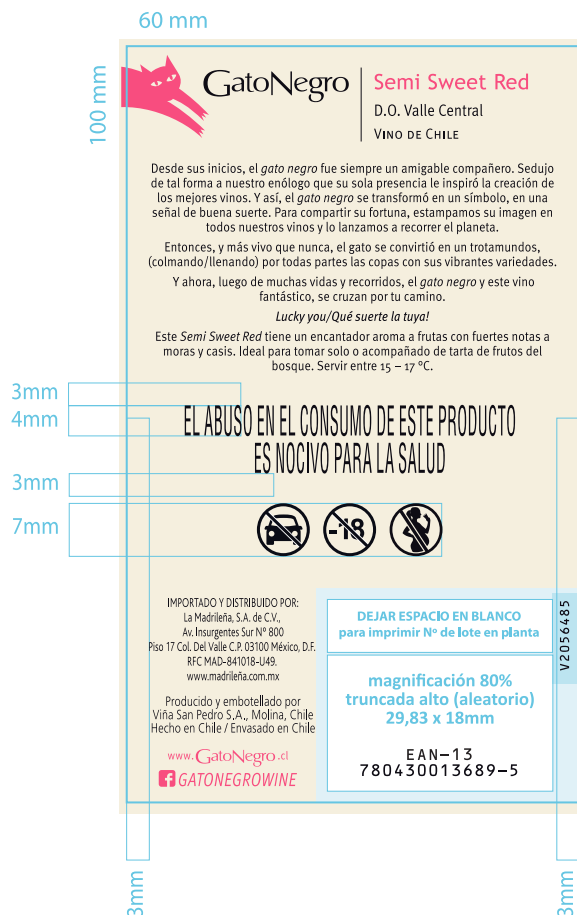 60 mm
100 mm
GatoNegro
Semi Sweet Red
D.O. Valle Central
VINO DE CHILE
Desde sus inicios, el gato negro fue siempre un amigable compañero. Sedujo
de tal forma a nuestro enólogo que su sola presencia le inspiró la creación de
los mejores vinos. Y así, el gato negro se transformó en un símbolo, en una
señal de buena suerte. Para compartir su fortuna, estampamos su imagen en
todos nuestros vinos y lo lanzamos a recorrer el planeta.
Entonces, y más vivo que nunca, el gato se convirtió en un trotamundos,
(colmando/llenando) por todas partes las copas con sus vibrantes variedades.
Y ahora, luego de muchas vidas y recorridos, el gato negro y este vino
fantástico, se cruzan por tu camino.
Lucky you/Qué suerte la tuya!
Este Semi Sweet Red tiene un encantador aroma a frutas con fuertes notas a
moras y casis. Ideal para tomar solo o acompañado de tarta de frutos del
bosque. Servir entre 15 – 17 °C.
3mm
4mm
EL ABUSO EN EL CONSUMO DE ESTE PRODUCTO
ES NOCIVO PARA LA SALUD
3mm
7mm
-18
IMPORTADO Y DISTRIBUIDO POR:
La Madrileña, S.A. de C.V.,
Av. Insurgentes Sur N° 800
Piso 17 Col. Del Valle C.P. 03100 México, D.F.
RFC MAD-841018-U49.
www.madrileña.com.mx
Producido y embotellado por
Viña San Pedro S.A., Molina, Chile
Hecho en Chile / Envasado en Chile
www.GatoNegro.cl
GATONEGROWINE
DEJAR ESPACIO EN BLANCO
para imprimir Nº de lote en planta
V2056485
magnificación 80%
truncada alto (aleatorio)
29,83 x 18mm
EAN-13
780430013689-5
3mm
3mm